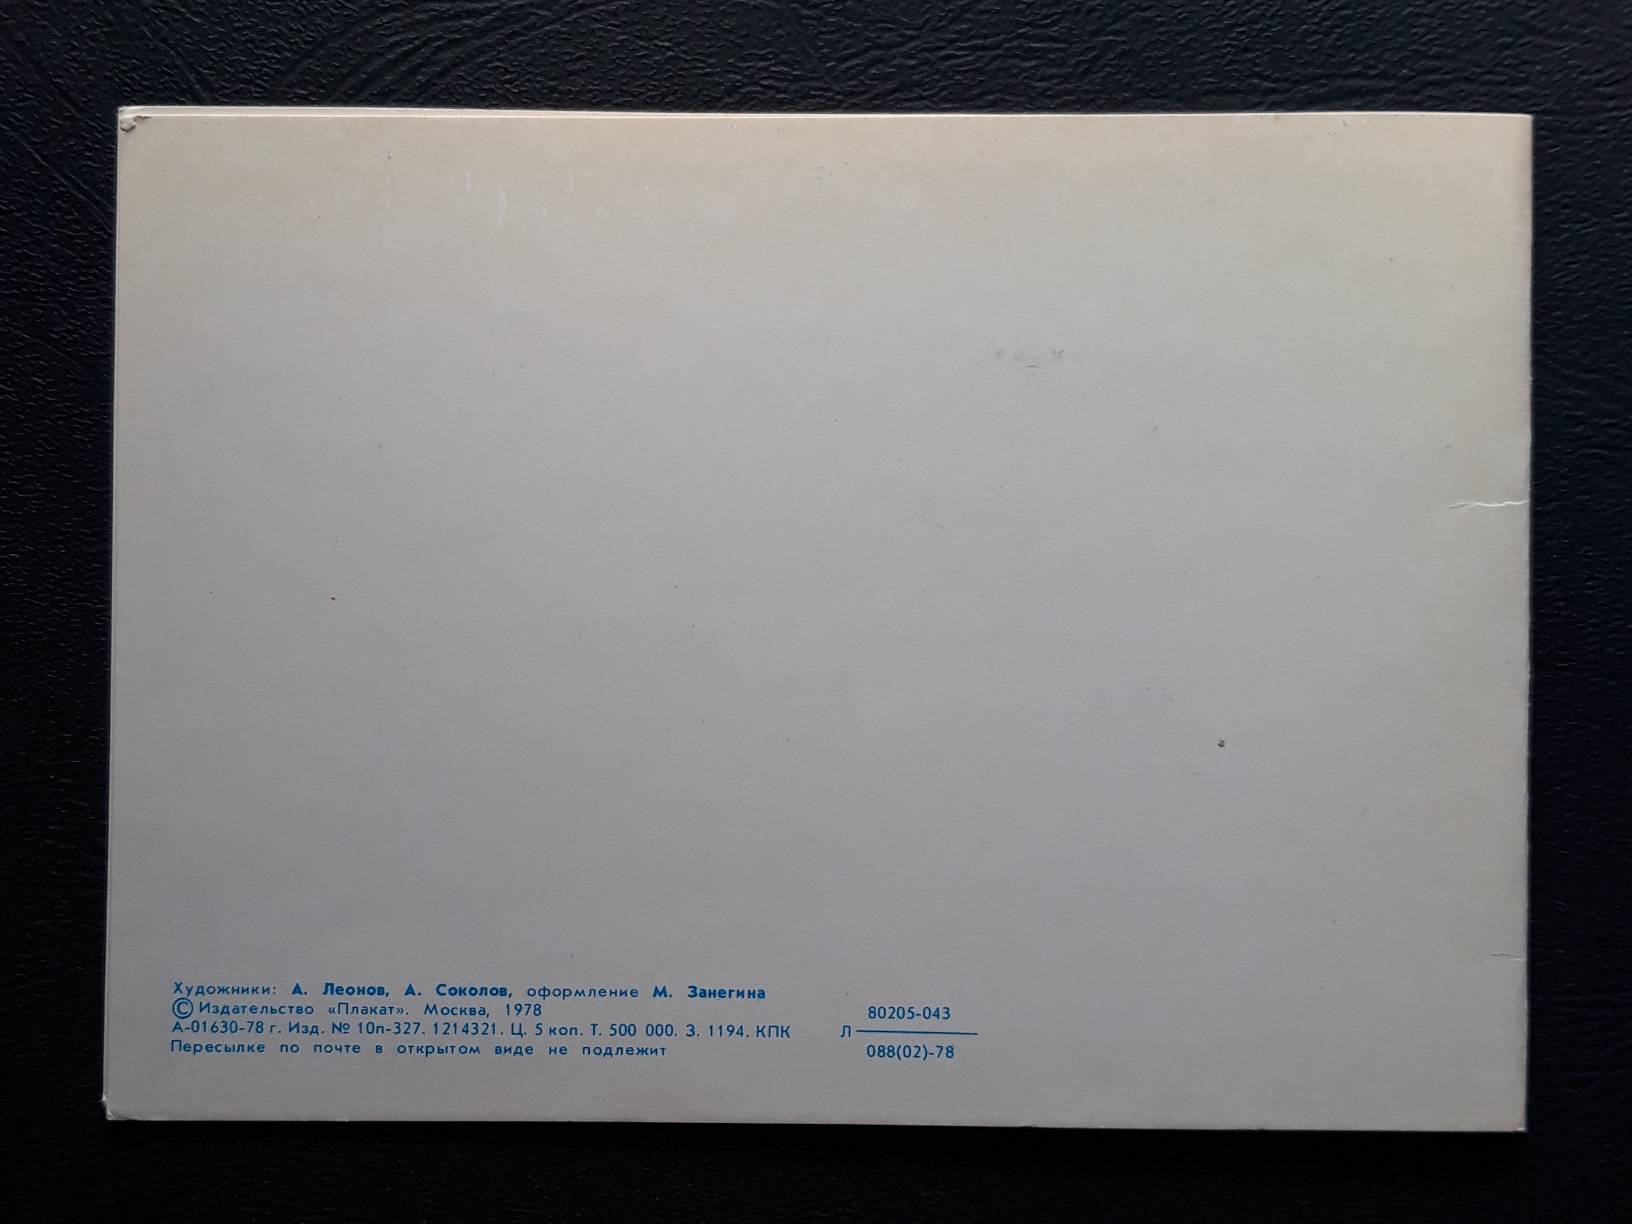 Художники: А. Леонов, А. Соколов, оформление М. Занегина
© Издательство «Плакат». Москва, 1978
А-01630-78 г. Изд. № 10п-327. 1214321. Ц. 5 коп. Т. 500 000. З. 1194. КПК
Пересылке по почте в открытом виде не подлежит
80205-043
Л
088(02)-78